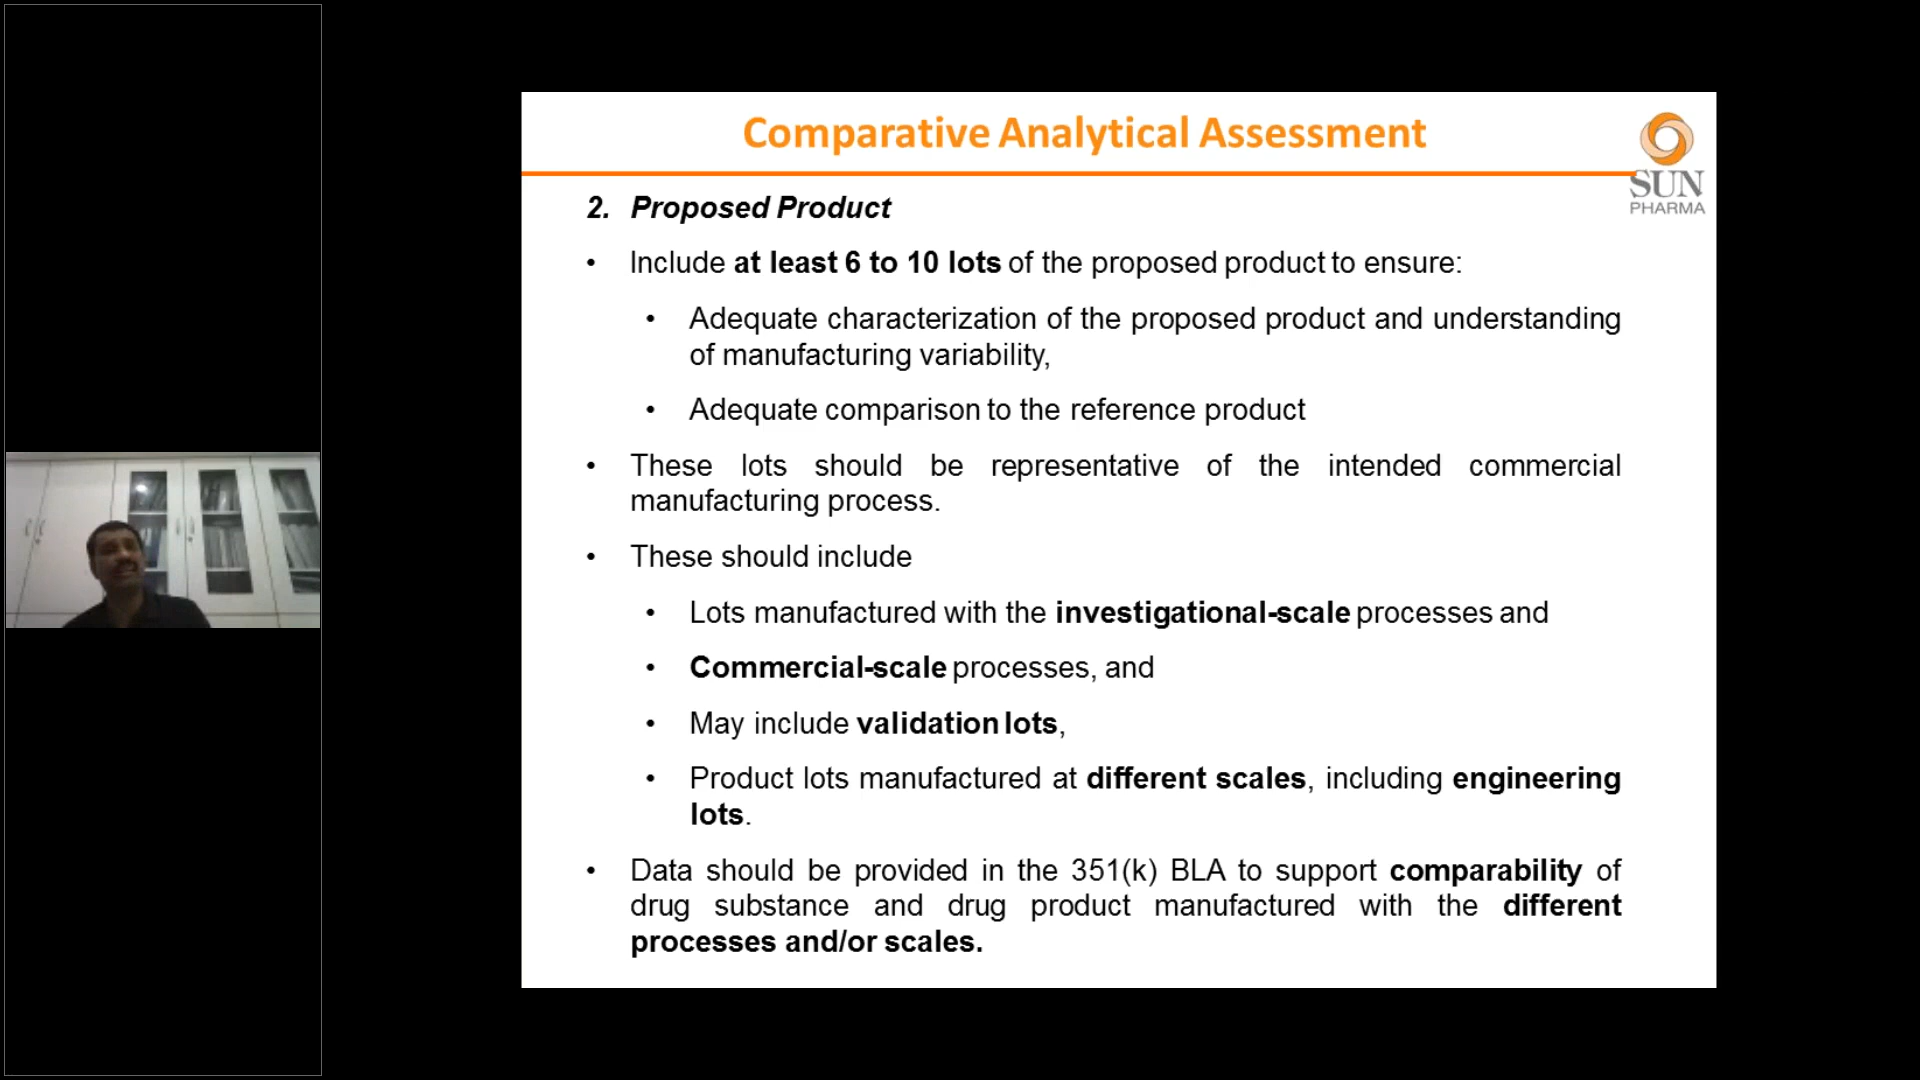 Comparative Analytical Assessment
SUN
PHARMA
2. Proposed Product
• Include at least 6 to 10 lots of the proposed product to ensure:
• Adequate characterization of the proposed product and understanding
of manufacturing variability,
• Adequate comparison to the reference product
• These lots should be representative of the intended commercial
manufacturing process.
• These should include
• Lots manufactured with the investigational-scale processes and
• Commercial-scale processes, and
• May include validation lots,
• Product lots manufactured at different scales, including engineering
lots.
• Data should be provided in the 351(k) BLA to support comparability of
drug substance and drug product manufactured with the different
processes and/or scales.